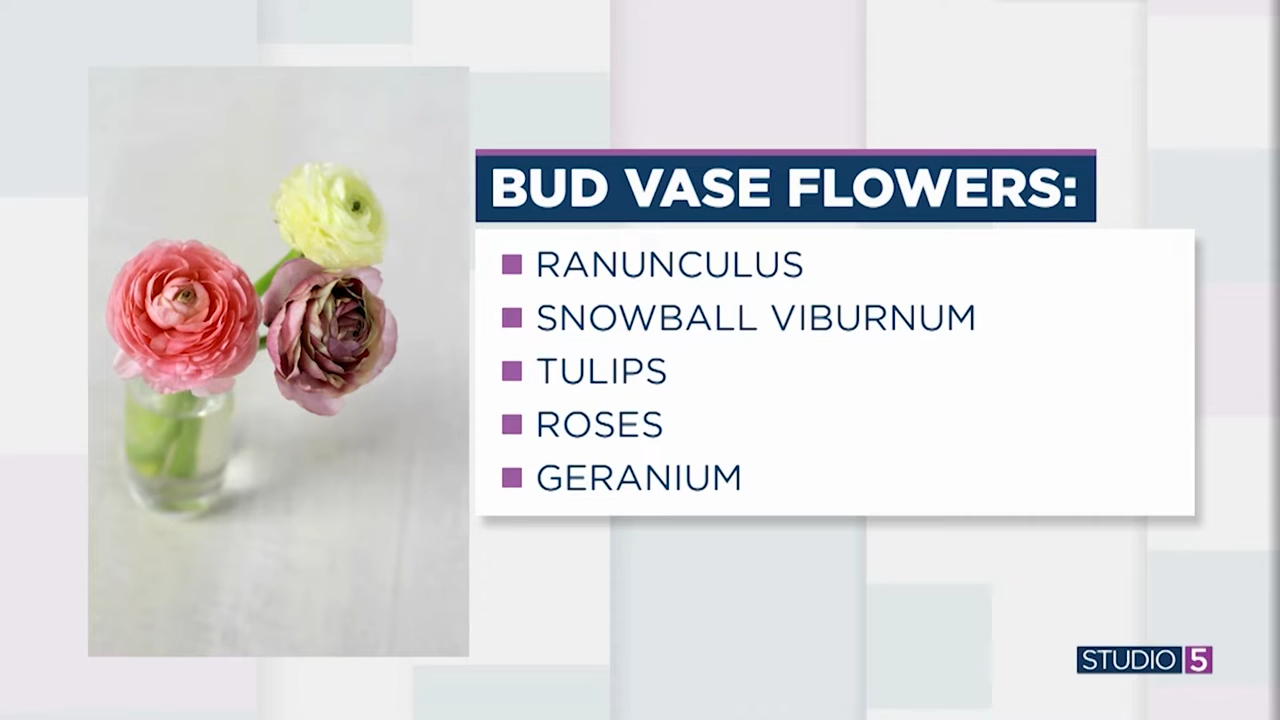 BUD VASE FLOWERS:
RANUNCULUS
SNOWBALL VIBURNUM
TULIPS
ROSES
GERANIUM
STUDIO 5